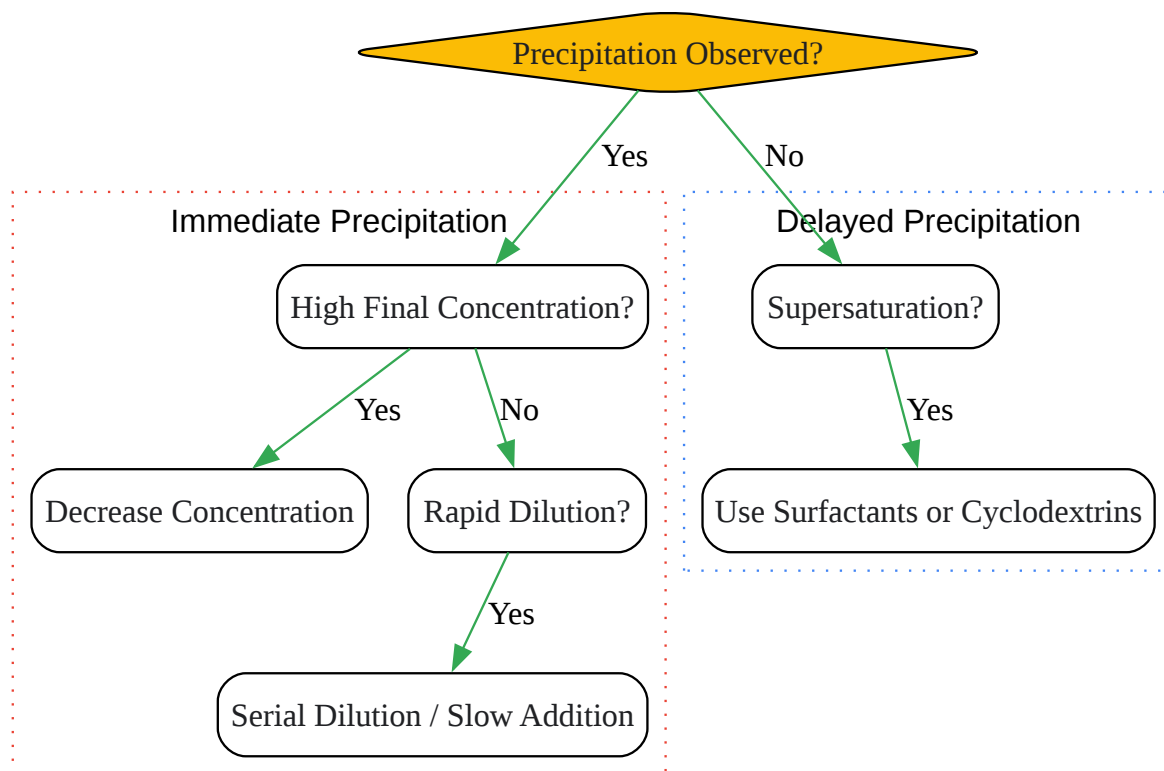 Precipitation Observed?
Yes
No
Immediate Precipitation
Delayed Precipitation
High Final Concentration?
Supersaturation?
Yes
No
Yes
Decrease Concentration
Rapid Dilution?
Use Surfactants or Cyclodextrins
Yes
Serial Dilution / Slow Addition